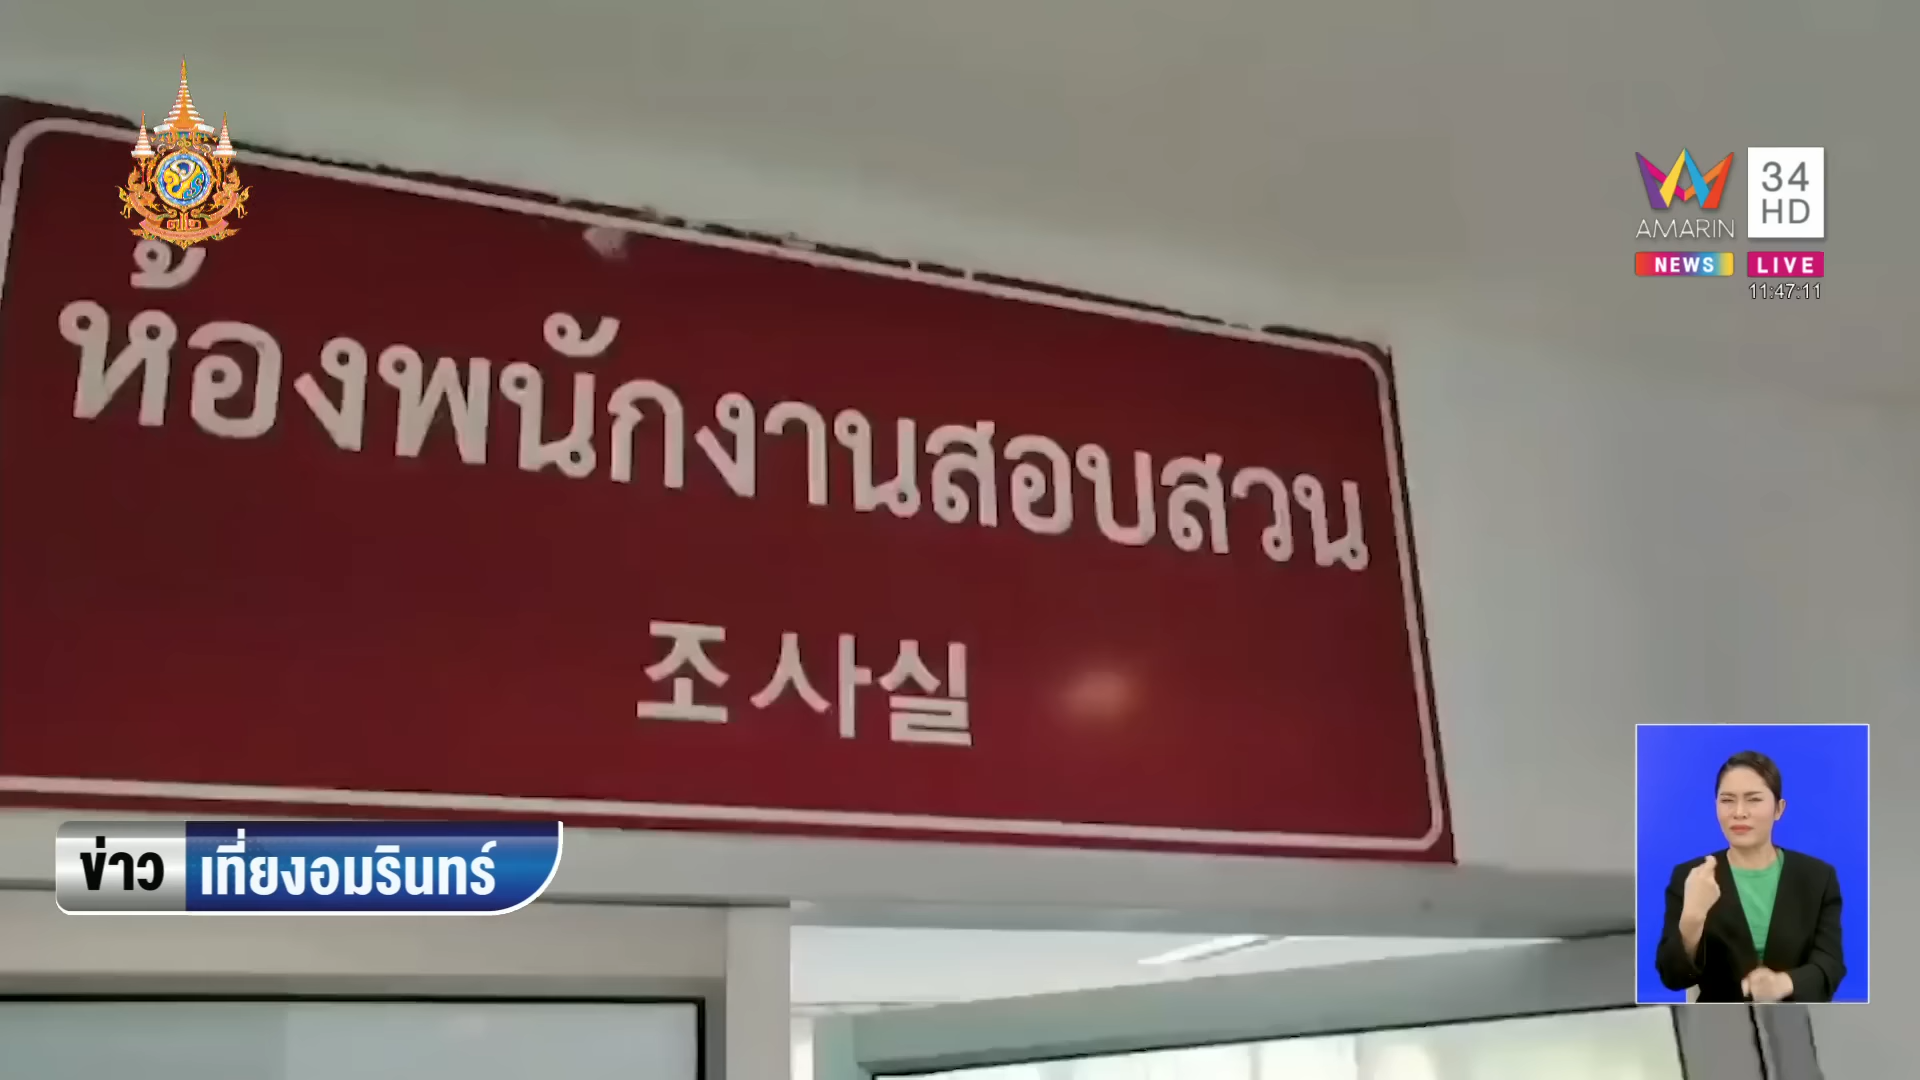 AMARIN
34
HD
NEWS
LIVE
11:47:11
ห้องพนักงานสอบสวน
조사실
ข่าว เที่ยงอมรินทร์